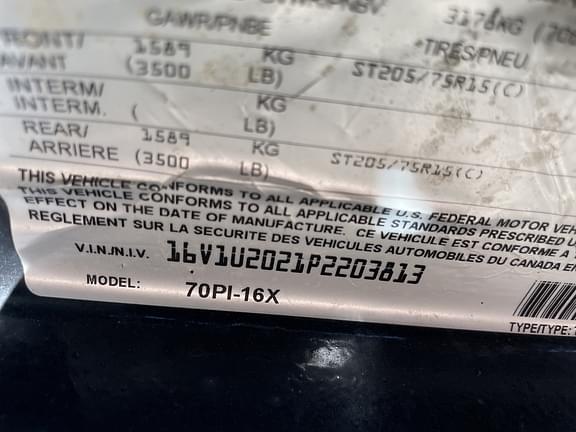 GAWR/PNBE
3178KG
FRONT/ 1589 KG TIRES/PNEU
AVANT (3500 LB) ST205/75R15(C)
INTERM/ KG
INTERM. ( LB)
REAR/ 1589 KG
ARRIERE (3500 LB) ST205/75R15(C)
THIS VEHICLE CONFORMS TO ALL APPLICABLE U.S. FEDERAL MOTOR
THIS VEHICLE CONFORMS TO ALL APPLICABLE STANDARDS PRESCRIBED
EFFECT ON THE DATE OF MANUFACTURE. CE VEHICULE EST CONFORME A
REGLEMENT SUR LA SECURITE DES VEHICULES AUTOMOBILES DU CANADA
V.I.N./N.I.V. 16V1U2021P2203813
MODEL: 70PI-16X
TYPE/TYPE: